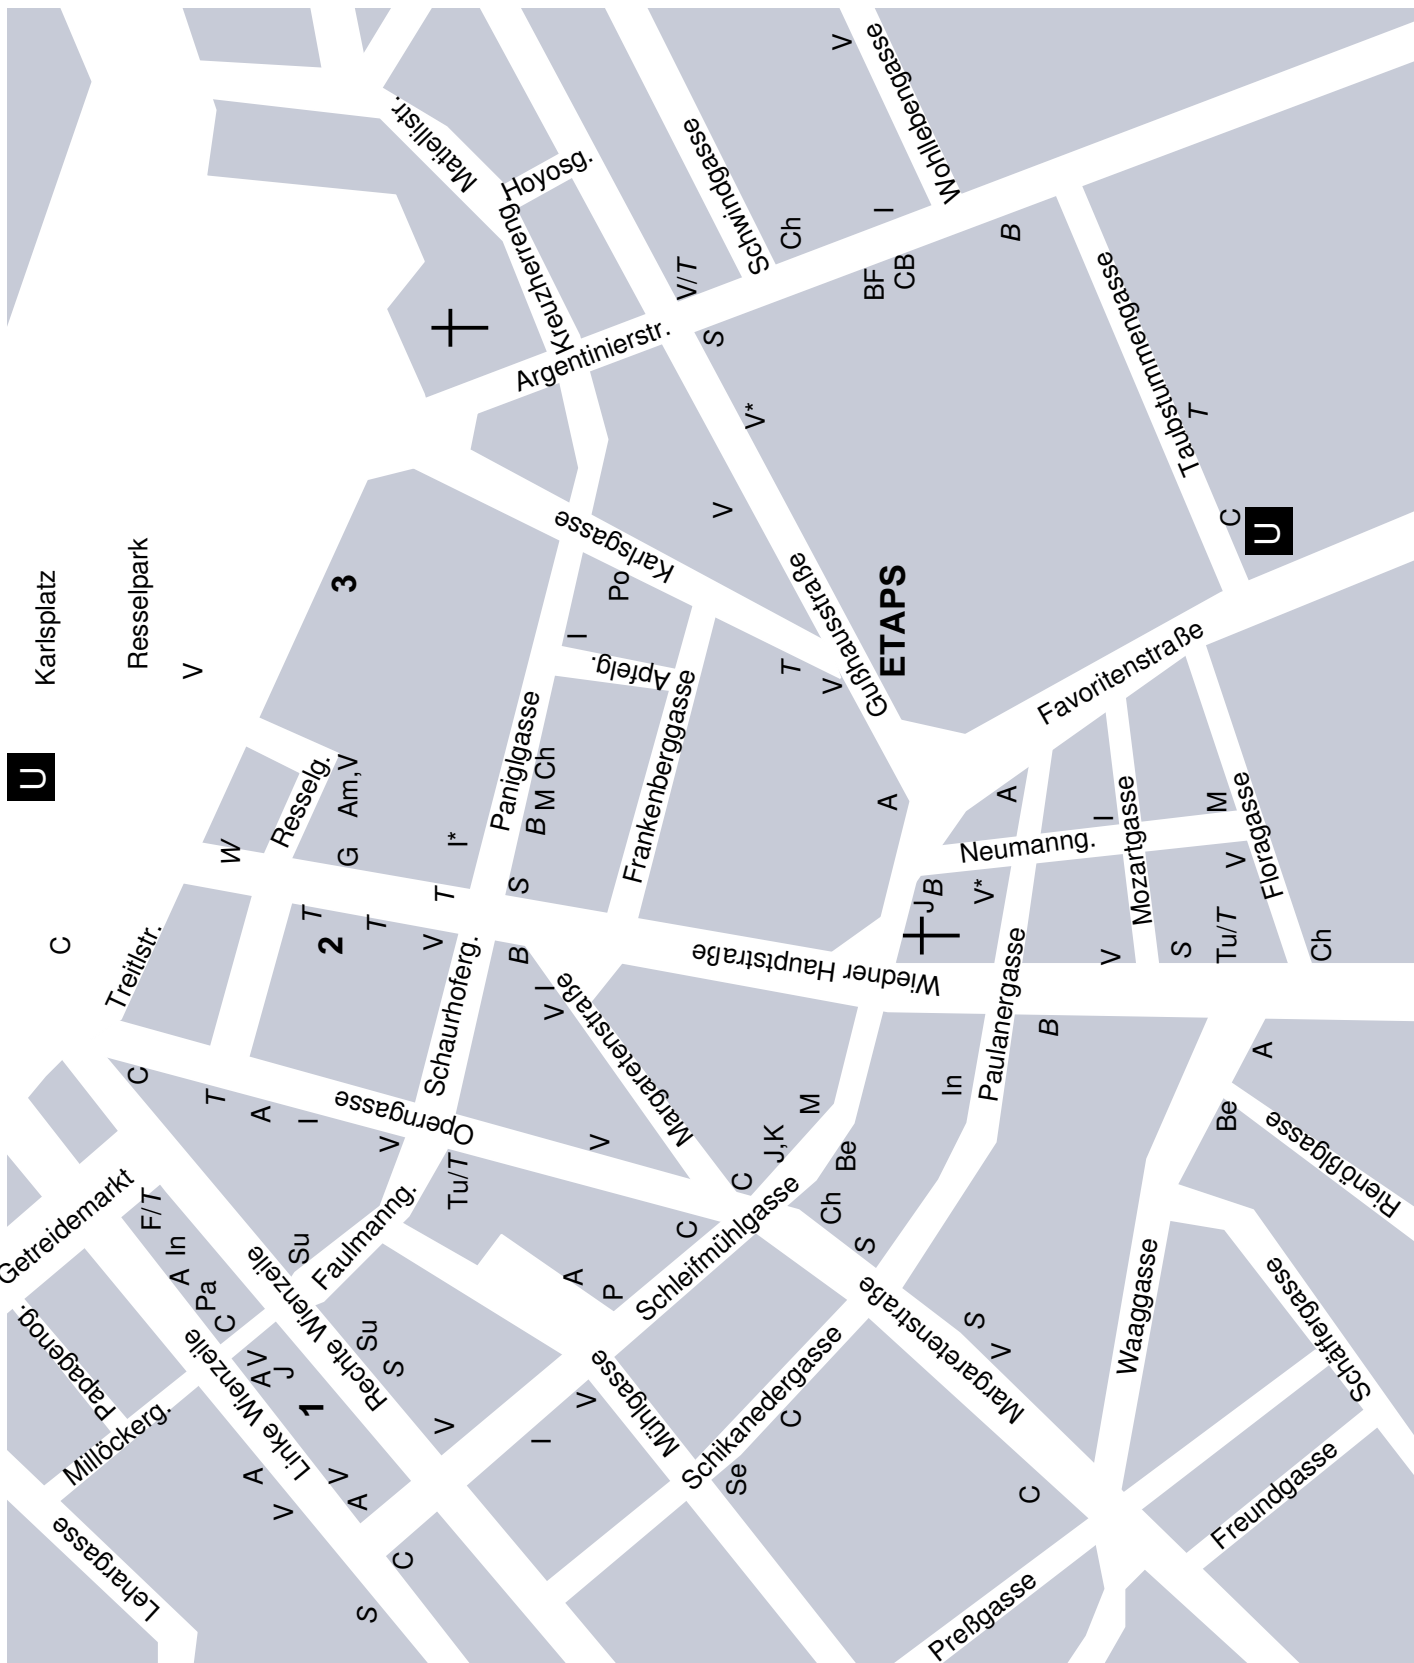 Karlsplatz
Resselpark
V
U
C
3
Treitlstr.
Resselg.
W
G
Am,V
I*
T
2
T
T
V
S
B
Paniglgasse
B M Ch
Frankenberggasse
Apfelg.
I
Po
Karlsgasse
T
V
Gußhausstraße
ETAPS
V
V*
S
V/T
Argentinierstr.
Kreuzherreng.
Hoyosg.
Matiellistr.
Schwindgasse
Ch
I
BF
CB
B
Wohllebengasse
V
Taubstummengasse
T
C
U
Favoritenstraße
A
A
Neumanng.
J
B
V*
I
Mozartgasse
M
V
Floragasse
V
S
Tu/T
Ch
Wiedner Hauptstraße
Paulanergasse
B
In
Schaurhoferg.
Operngasse
C
T
A
I
V
Tu/T
V
I
V
Margaretenstraße
C
J,K
M
Be
Ch
S
C
Schleifmühlgasse
A
P
Faulmanng.
Su
Getreidemarkt
F/T
In
A
Pa
C
Papagenog.
Millöckerg.
Linke Wienzeile
Rechte Wienzeile
AV
A
J
1
Su
S
V
A
V
V
A
C
S
Lehargasse
V
I
Mühlgasse
Schikanedergasse
C
Se
Margaretenstraße
S
V
C
Waaggasse
A
Be
Rienößlgasse
Schäffergasse
Freundgasse
Preßgasse